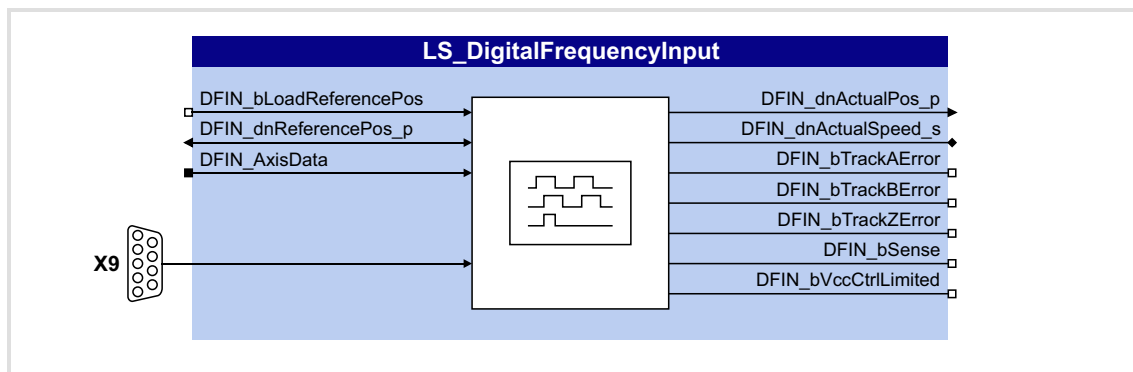 LS_DigitalFrequencyInput
DFIN_bLoadReferencePos
DFIN_dnReferencePos_p
DFIN_AxisData
X9
DFIN_dnActualPos_p
DFIN_dnActualSpeed_s
DFIN_bTrackAError
DFIN_bTrackBError
DFIN_bTrackZError
DFIN_bSense
DFIN_bVccCtrlLimited